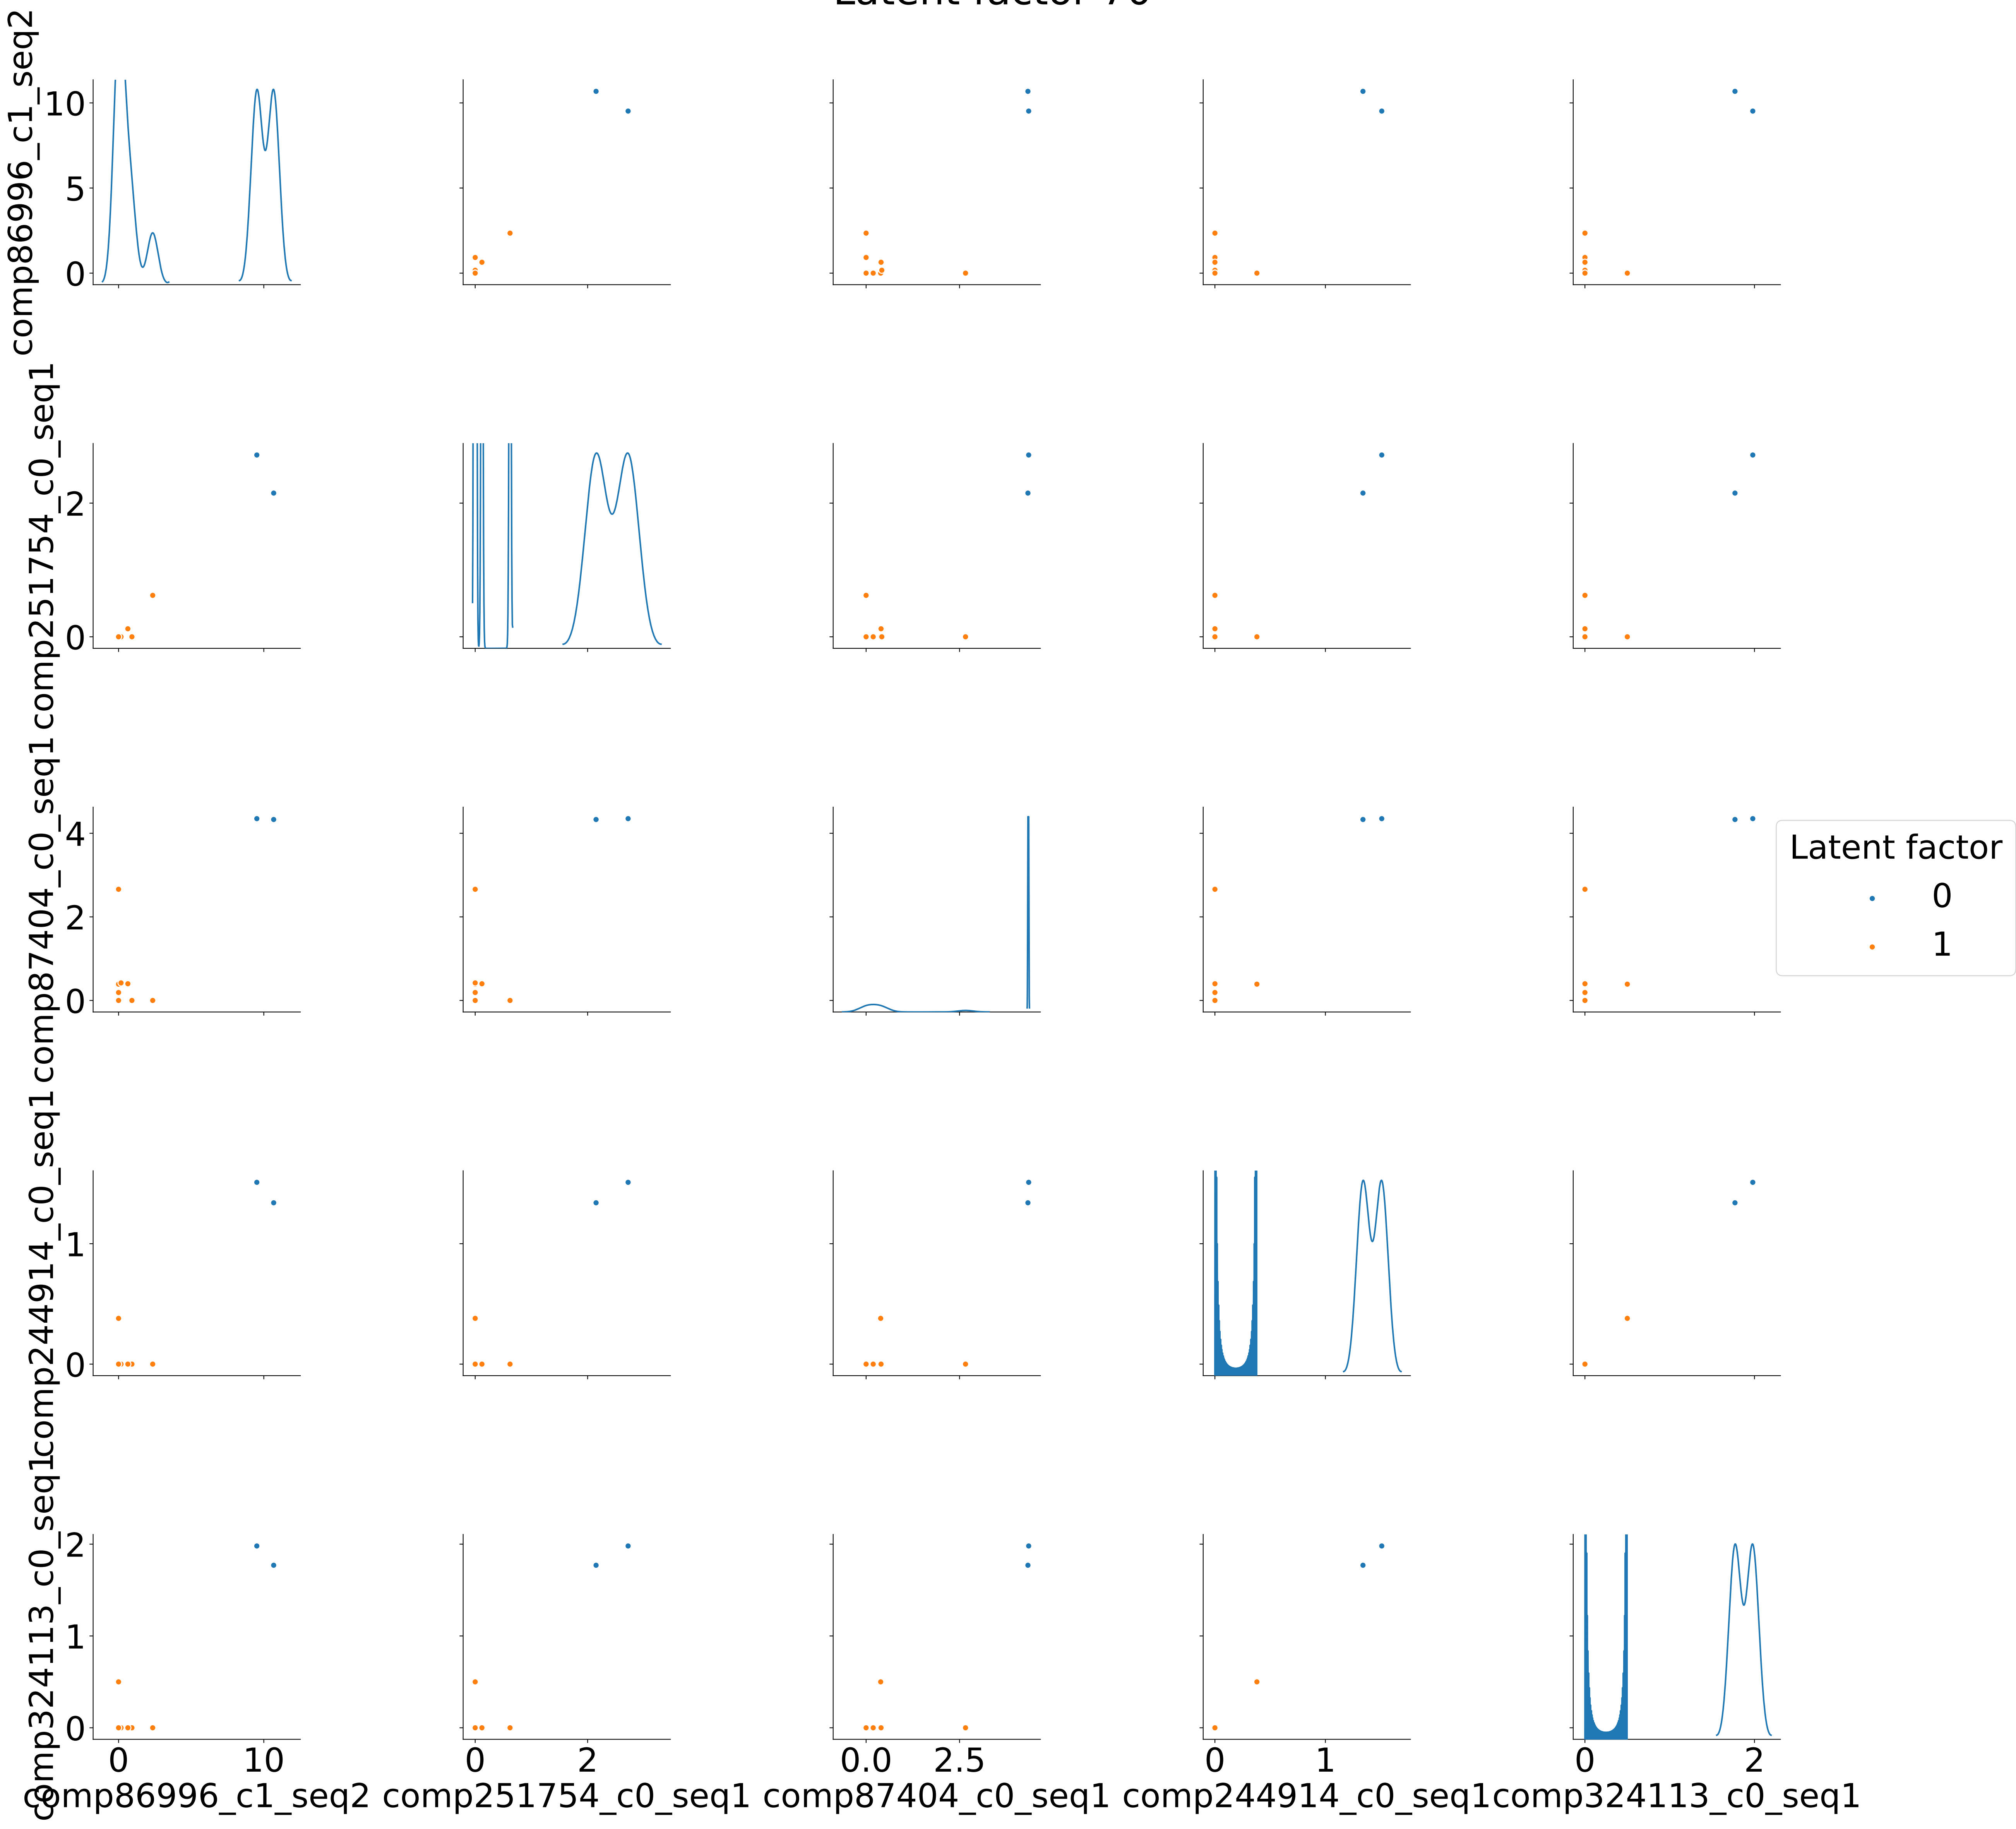 Latent factor 70
comp86996_c1_seq2
10
5
0
comp251754_c0_seq1
2
0
comp87404_c0_seq1
4
2
0
comp244914_c0_seq1
1
0
comp324113_c0_seq1
2
1
0
0 10
0 2
0.0 2.5
0 1
0 2
comp86996_c1_seq2
comp251754_c0_seq1
comp87404_c0_seq1
comp244914_c0_seq1
comp324113_c0_seq1
Latent factor
0
1